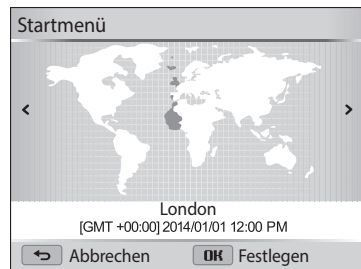 Startmenü
London
[GMT +00:00] 2014/01/01 12:00 PM
Abbrechen OK Festlegen